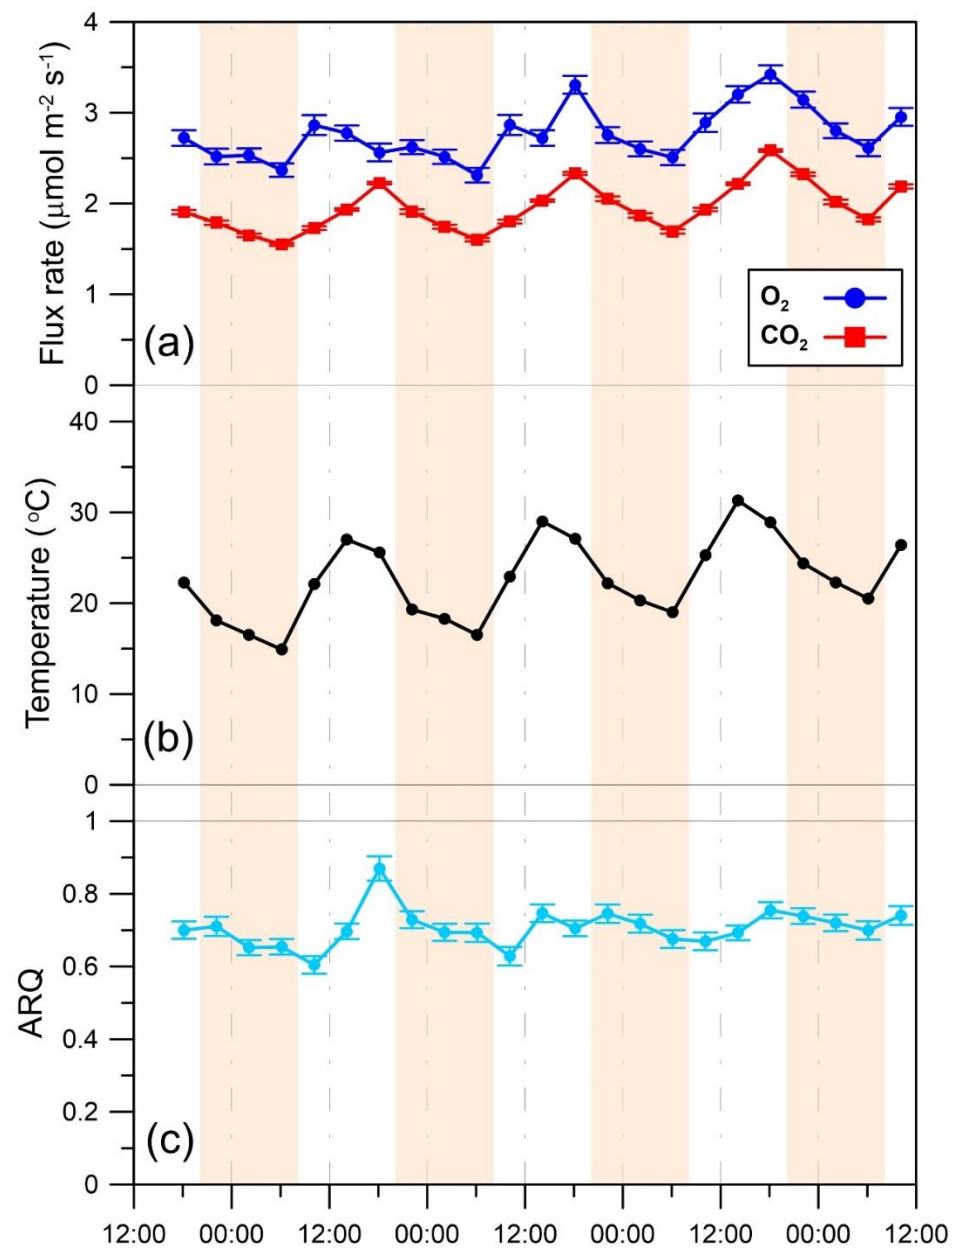 4
3
2
1
0
Flux rate (μmol m⁻² s⁻¹)
(a)
O₂
CO₂
40
30
20
10
0
Temperature (°C)
(b)
1
0.8
0.6
0.4
0.2
0
ARQ
(c)
12:00 00:00 12:00 00:00 12:00 00:00 12:00 00:00 12:00